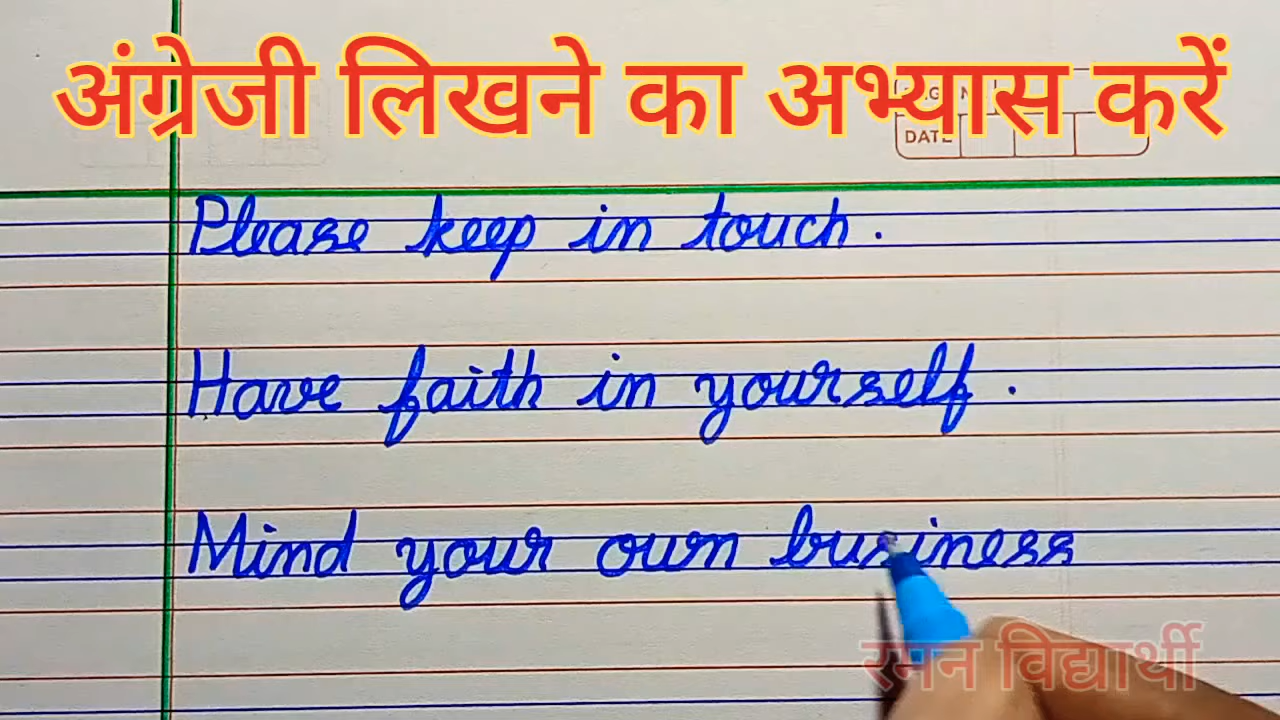 अंग्रेजी लिखने का अभ्यास करें
DATE
Please keep in touch.
Have faith in yourself.
Mind your own business
रमन विद्यार्थी